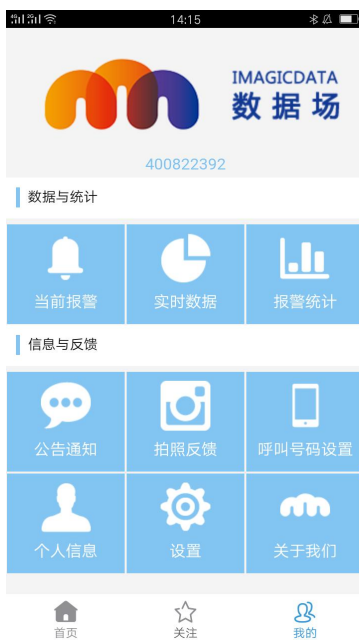 14:15
IMAGICDATA
数据场
400822392
数据与统计
当前报警 实时数据 报警统计
信息与反馈
公告通知 拍照反馈 呼叫号码设置
个人信息 设置 关于我们
首页 关注 我的